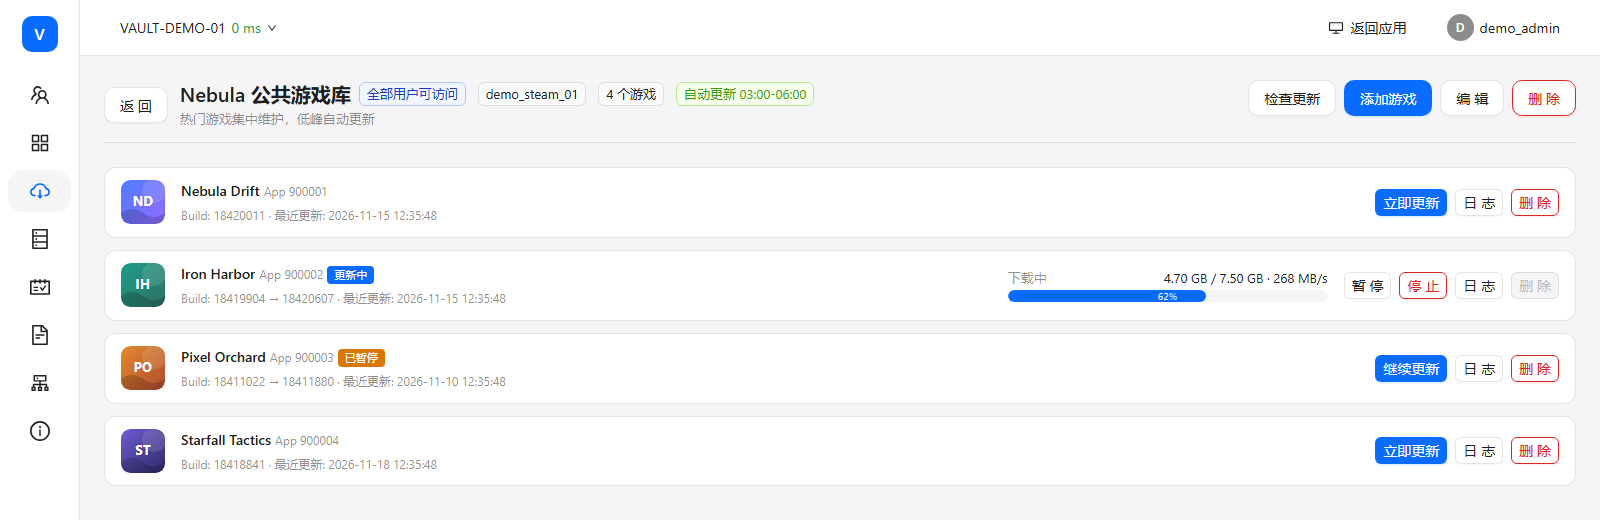 V
VAULT-DEMO-01 0 ms
返回应用
D demo_admin
返 回
Nebula 公共游戏库 全部用户可访问 demo_steam_01 4 个游戏 自动更新 03:00-06:00
热门游戏集中维护，低峰自动更新
检查更新 添加游戏 编 辑 删 除
ND
Nebula Drift App 900001
Build: 18420011 · 最近更新: 2026-11-15 12:35:48
立即更新 日 志 删 除
IH
Iron Harbor App 900002 更新中
Build: 18419904 → 18420607 · 最近更新: 2026-11-15 12:35:48
下载中 4.70 GB / 7.50 GB · 268 MB/s
62%
暂 停 停 止 日 志 删 除
PO
Pixel Orchard App 900003 已暂停
Build: 18411022 → 18411880 · 最近更新: 2026-11-10 12:35:48
继续更新 日 志 删 除
ST
Starfall Tactics App 900004
Build: 18418841 · 最近更新: 2026-11-18 12:35:48
立即更新 日 志 删 除